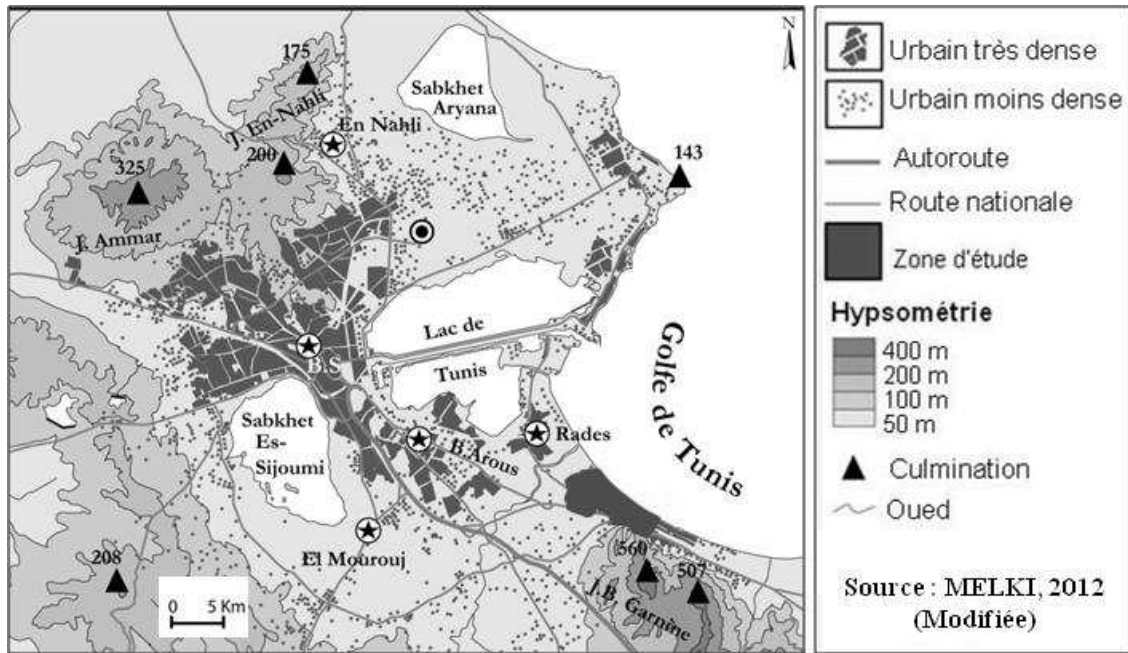 175
N
Sabkhet
Aryana
J. En-Nahli
En Nahli
200
325
143
J. Ammar
Lac de
Tunis
B.S
Golfe de Tunis
Sabkhet
Es-
Sijoumi
B.Arous
Rades
El Mourouj
208
560
507
J.B. Garnine
0 5 Km
Urbain très dense
Urbain moins dense
Autoroute
Route nationale
Zone d'étude
Hypsométrie
400 m
200 m
100 m
50 m
Culmination
Oued
Source : MELKI, 2012
(Modifiée)